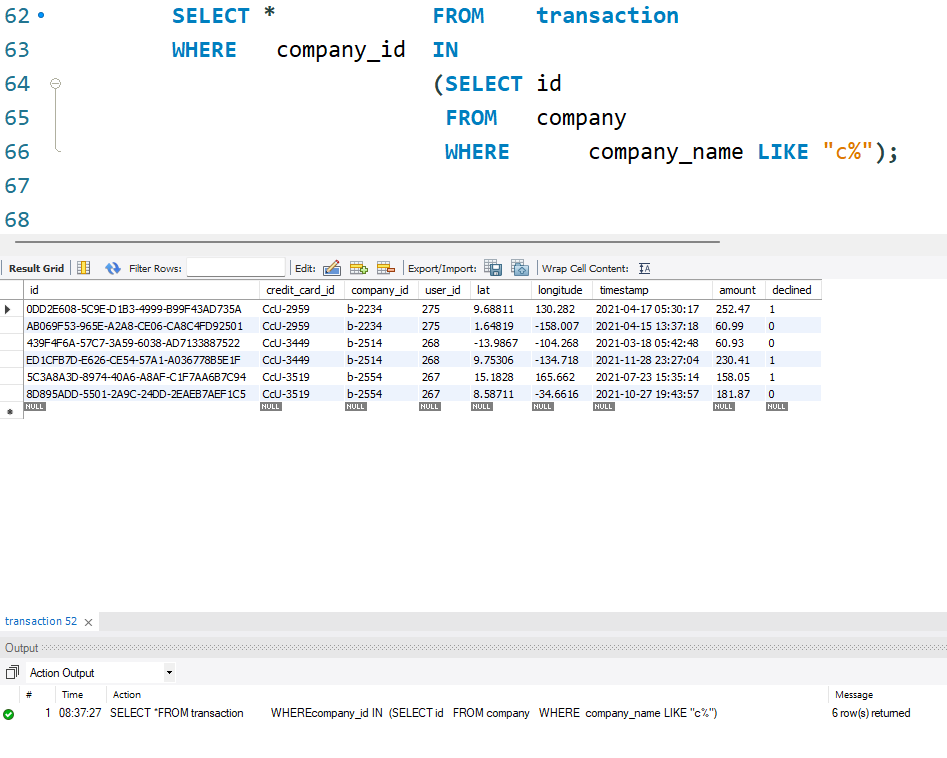 62 SELECT * FROM transaction
63 WHERE company_id IN
64 (SELECT id
65 FROM company
66 WHERE company_name LIKE "c%");
67
68
Result Grid Filter Rows: Edit: Export/Import: Wrap Cell Content: IA
id credit_card_id company_id user_id lat longitude timestamp amount declined
0DD2E608-5C9E-D1B3-4999-B99F43AD735A CcU-2959 b-2234 275 9.68811 130.282 2021-04-17 05:30:17 252.47 1
AB069F53-965E-A2A8-CE06-CA8C4FD92501 CcU-2959 b-2234 275 1.64819 -158.007 2021-04-15 13:37:18 60.99 0
439F4F6A-57C7-3A59-6038-AD7133887522 CcU-3449 b-2514 268 -13.9867 -104.268 2021-03-18 05:42:48 60.93 0
ED1CFB7D-E626-CE54-57A1-A036778B5E1F CcU-3449 b-2514 268 9.75306 -134.718 2021-11-28 23:27:04 230.41 1
5C3A8A3D-8974-40A6-A8AF-C1F7AA6B7C94 CcU-3519 b-2554 267 15.1828 165.662 2021-07-23 15:35:14 158.05 1
8D895ADD-5501-2A9C-24DD-2EAEB7AEF1C5 CcU-3519 b-2554 267 8.58711 -34.6616 2021-10-27 19:43:57 181.87 0
NULL NULL NULL NULL NULL NULL NULL NULL NULL
transaction 52
Output
Action Output
# Time Action Message
1 08:37:27 SELECT *FROM transaction WHEREcompany_id IN (SELECT id FROM company WHERE company_name LIKE "c%") 6 row(s) returned